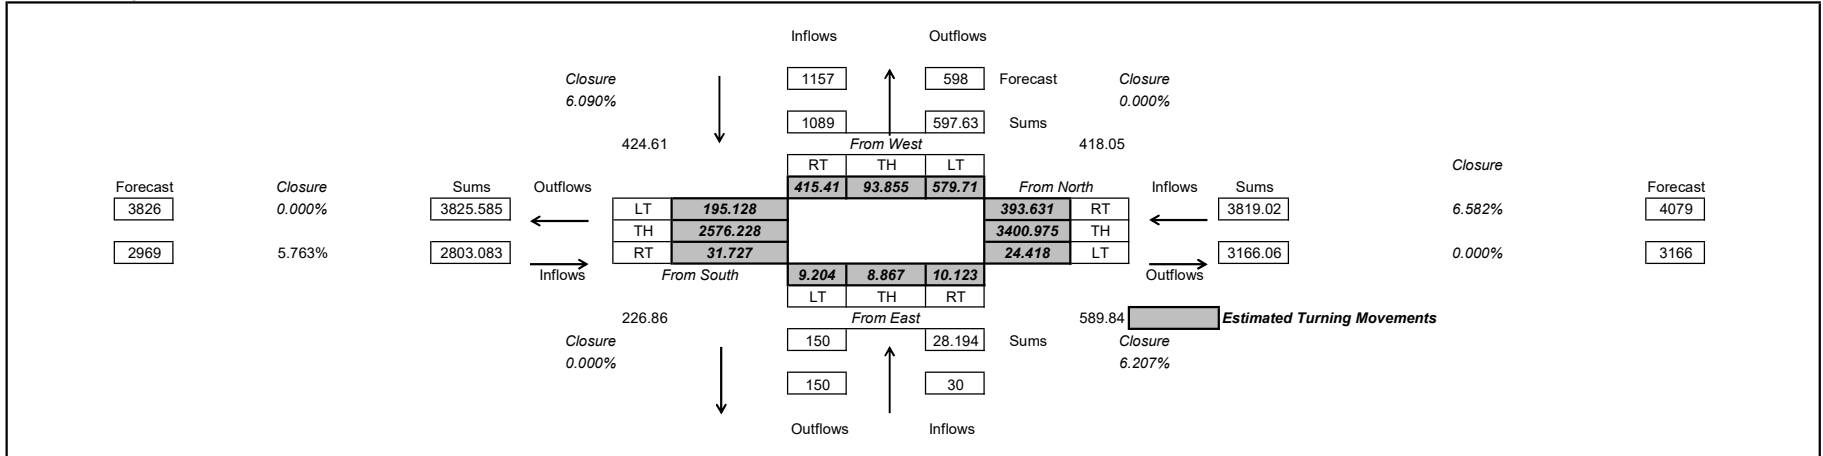 Inflows Outflows
Closure 1157 598 Forecast Closure
6.090% 0.000%
1089 597.63 Sums
424.61 From West 418.05
RT TH LT Closure
Forecast Closure Sums Outflows 415.41 93.855 579.71 From North Inflows Sums Forecast
3826 0.000% 3825.585 LT 195.128 393.631 RT 3819.02 6.582% 4079
TH 2576.228 3400.975 TH
2969 5.763% 2803.083 RT 31.727 24.418 LT 3166.06 0.000% 3166
Inflows From South 9.204 8.867 10.123 Outflows
LT TH RT
226.86 From East 589.84 Estimated Turning Movements
Closure 150 28.194 Sums Closure
0.000% 6.207%
150 30
Outflows Inflows